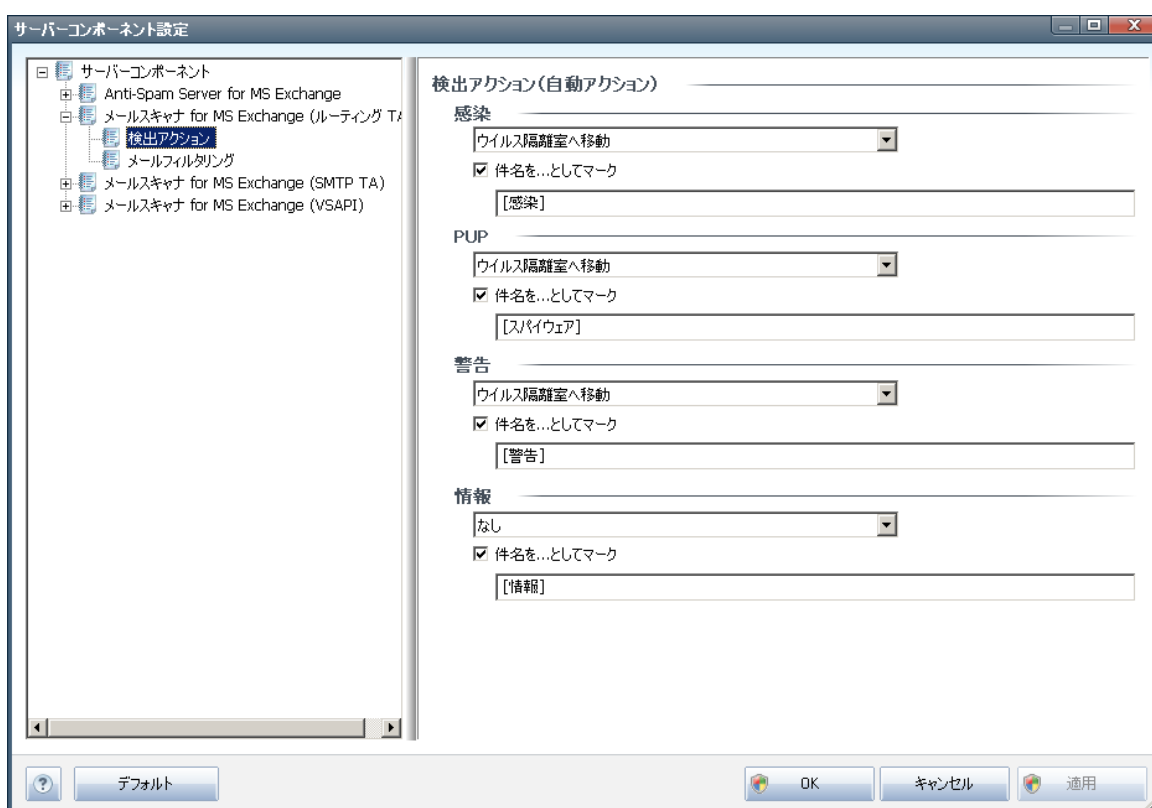 サーバーコンポーネント設定
サーバーコンポーネント
Anti-Spam Server for MS Exchange
メールスキャナ for MS Exchange (ルーティング TA
検出アクション
メールフィルタリング
メールスキャナ for MS Exchange (SMTP TA)
メールスキャナ for MS Exchange (VSAPI)
検出アクション(自動アクション)
感染
ウイルス隔離室へ移動
件名を...としてマーク
[感染]
PUP
ウイルス隔離室へ移動
件名を...としてマーク
[スパイウェア]
警告
ウイルス隔離室へ移動
件名を...としてマーク
[警告]
情報
なし
件名を...としてマーク
[情報]
? デフォルト OK キャンセル 適用